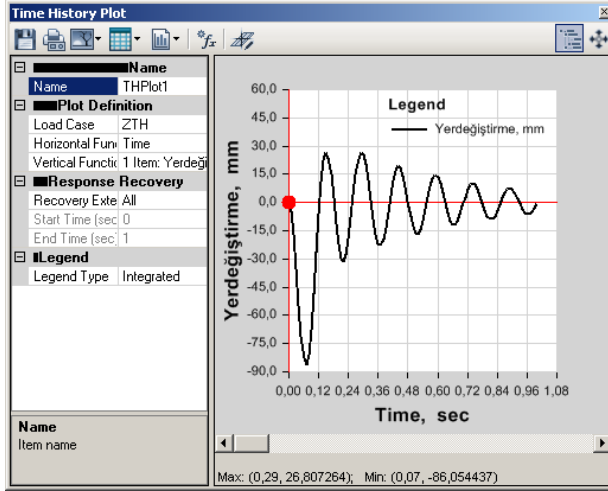 Time History Plot
Name
Name THPlot1
Plot Definition
Load Case ZTH
Horizontal Fun Time
Vertical Functio 1 Item: Yerdeği
Response Recovery
Recovery Exte All
Start Time (sec 0
End Time (sec) 1
Legend
Legend Type Integrated
Name
Item name
Legend
Yerdeğiştirme, mm
60,0
45,0
30,0
15,0
0,0
-15,0
-30,0
-45,0
-60,0
-75,0
-90,0
Yerdeğiştirme, mm
0,00 0,12 0,24 0,36 0,48 0,60 0,72 0,84 0,96 1,08
Time, sec
Max: (0,29, 26,807264); Min: (0,07, -86,054437)